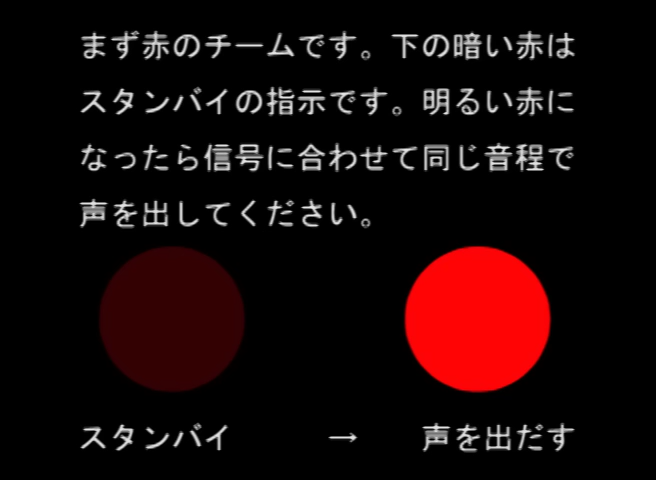 まず赤のチームです。下の暗い赤は
スタンバイの指示です。明るい赤に
なったら信号に合わせて同じ音程で
声を出してください。
スタンバイ → 声を出だす